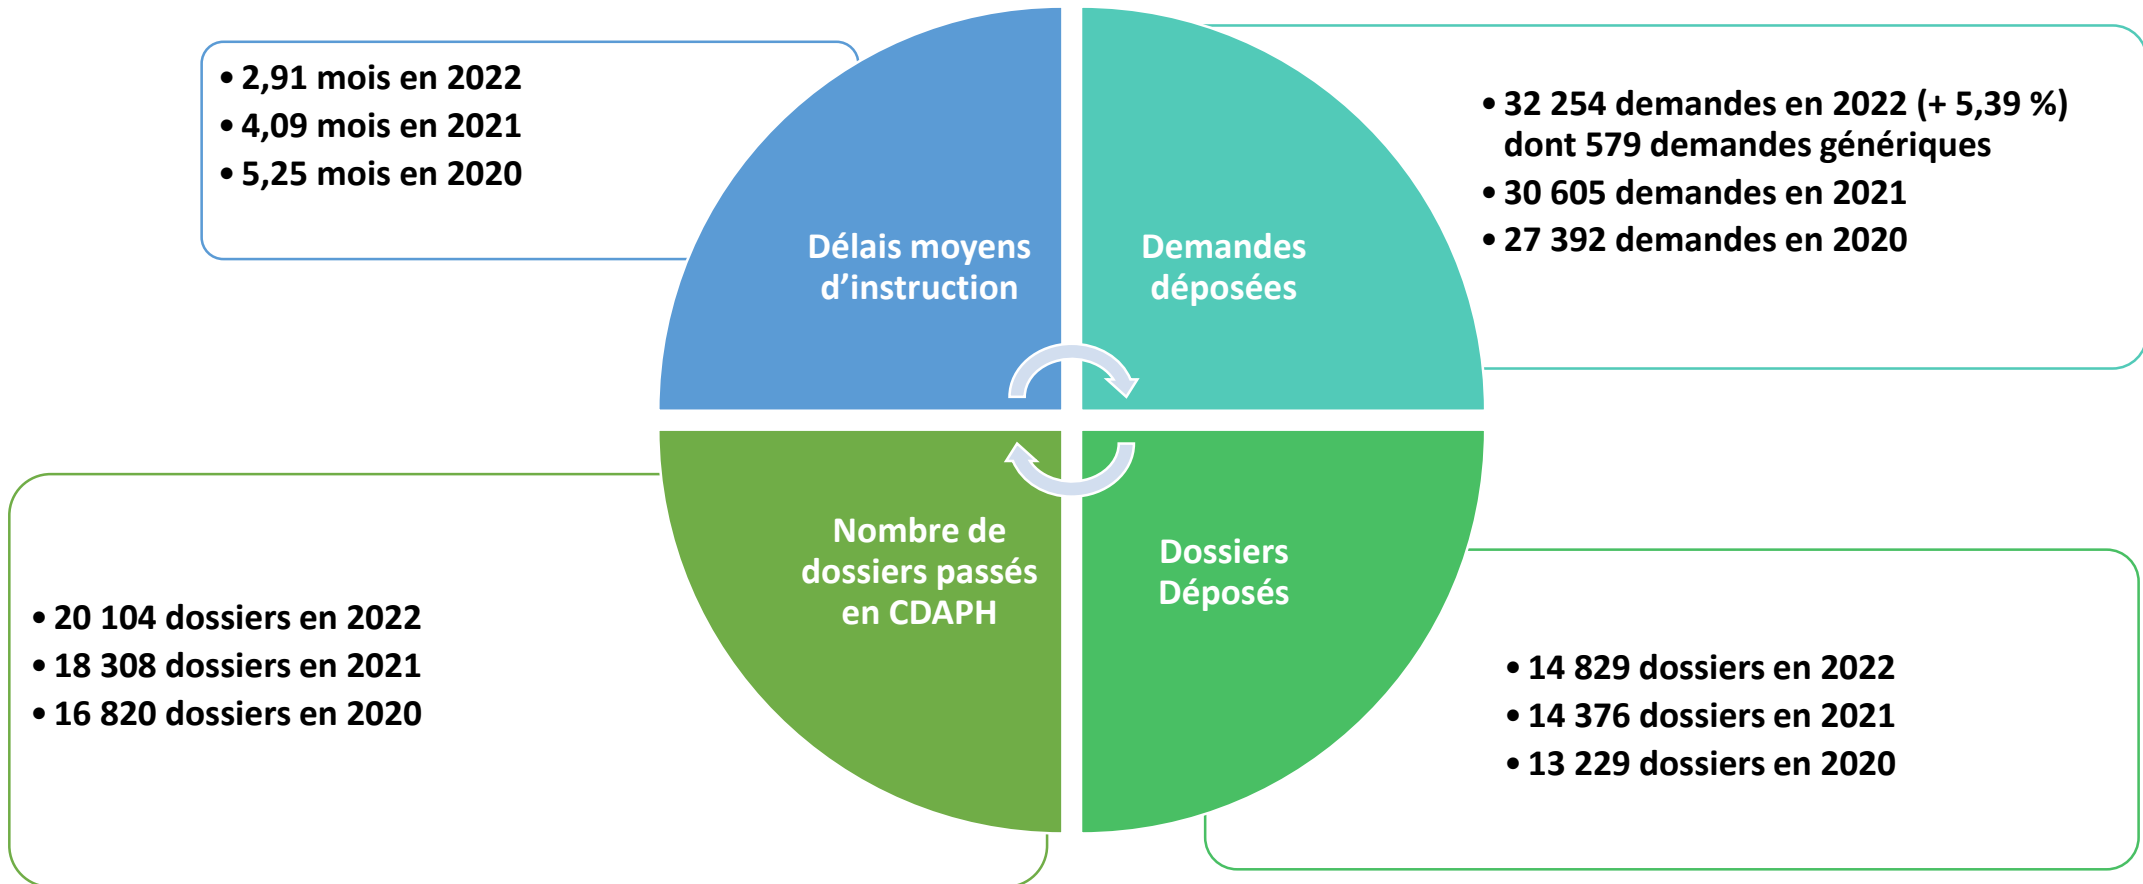 • 2,91 mois en 2022
• 4,09 mois en 2021
• 5,25 mois en 2020
Délais moyens
d’instruction
Demandes
déposées
• 32 254 demandes en 2022 (+ 5,39 %)
dont 579 demandes génériques
• 30 605 demandes en 2021
• 27 392 demandes en 2020
Nombre de
dossiers passés
en CDAPH
• 20 104 dossiers en 2022
• 18 308 dossiers en 2021
• 16 820 dossiers en 2020
Dossiers
Déposés
• 14 829 dossiers en 2022
• 14 376 dossiers en 2021
• 13 229 dossiers en 2020